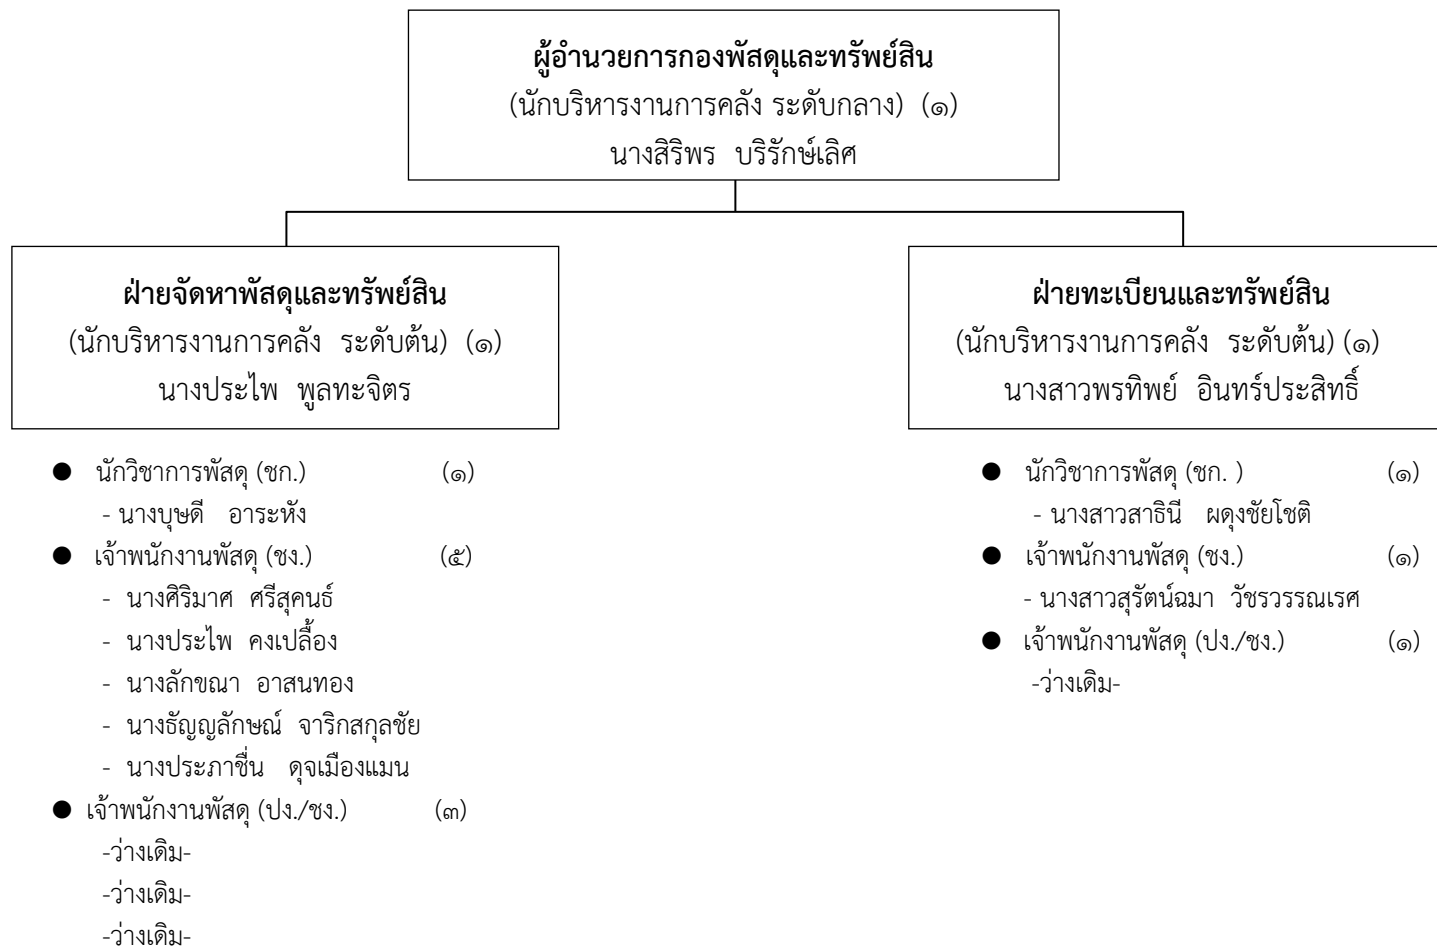 ผู้อำนวยการกองพัสดุและทรัพย์สิน
(นักบริหารงานการคลัง ระดับกลาง) (๑)
นางสิริพร บริรักษ์เลิศ
ฝ่ายจัดหาพัสดุและทรัพย์สิน
(นักบริหารงานการคลัง ระดับต้น) (๑)
นางประไพ พูลทะจิตร
● นักวิชาการพัสดุ (ชก.) (๑)
- นางบุษดี อาระหัง
● เจ้าพนักงานพัสดุ (ชง.) (๕)
- นางศิริมาศ ศรีสุคนธ์
- นางประไพ คงเปลื้อง
- นางลักขณา อาสนทอง
- นางธัญญลักษณ์ จาริกสกุลชัย
- นางประภาชื่น ดุจเมืองแมน
● เจ้าพนักงานพัสดุ (ปง./ชง.) (๓)
-ว่างเดิม-
-ว่างเดิม-
-ว่างเดิม-
ฝ่ายทะเบียนและทรัพย์สิน
(นักบริหารงานการคลัง ระดับต้น) (๑)
นางสาวพรทิพย์ อินทร์ประสิทธิ์
● นักวิชาการพัสดุ (ชก. ) (๑)
- นางสาวสาธินี ผดุงชัยโชติ
● เจ้าพนักงานพัสดุ (ชง.) (๑)
- นางสาวสุรัตน์ฉมา วัชรวรรณเรศ
● เจ้าพนักงานพัสดุ (ปง./ชง.) (๑)
-ว่างเดิม-